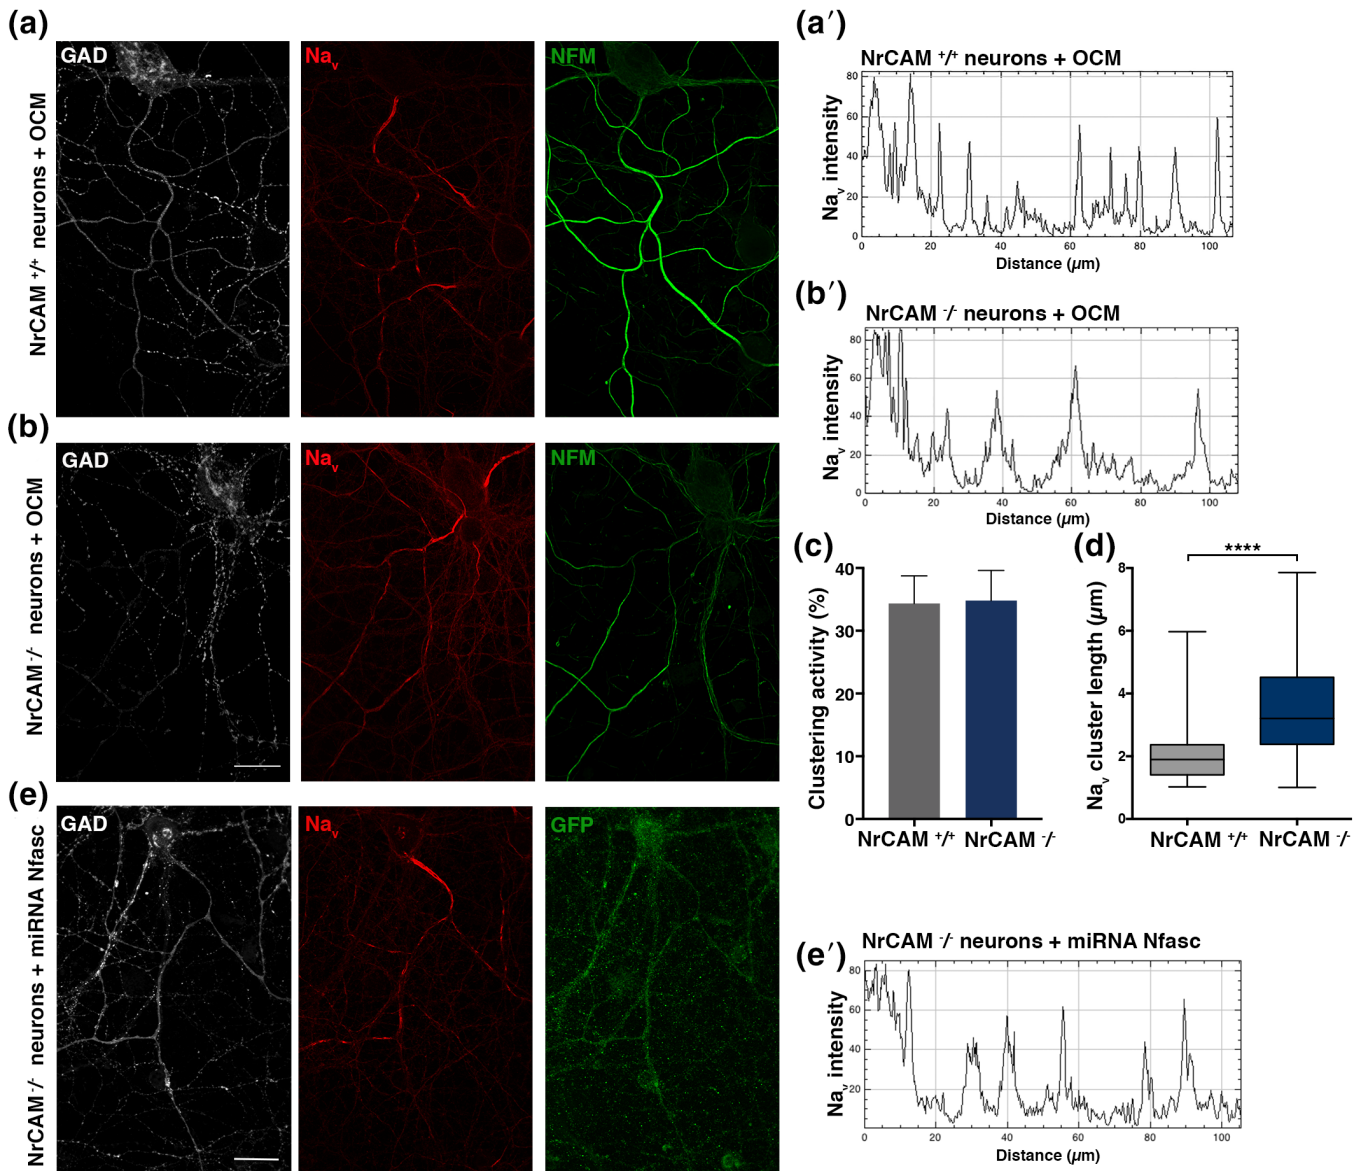 (a)
GAD
Nav
NFM
NrCAM +/+ neurons + OCM
(a′)
NrCAM +/+ neurons + OCM
Nav intensity
80
60
40
20
0
0 20 40 60 80 100
Distance (µm)
(b)
GAD
Nav
NFM
NrCAM -/- neurons + OCM
(b′)
NrCAM -/- neurons + OCM
Nav intensity
80
60
40
20
0
0 20 40 60 80 100
Distance (µm)
(c)
Clustering activity (%)
40
30
20
10
0
NrCAM +/+ NrCAM -/-
(d)
****
Nav cluster length (µm)
8
6
4
2
0
NrCAM +/+ NrCAM -/-
(e)
GAD
Nav
GFP
NrCAM -/- neurons + miRNA Nfasc
(e′)
NrCAM -/- neurons + miRNA Nfasc
Nav intensity
80
60
40
20
0 20 40 60 80 100
Distance (µm)